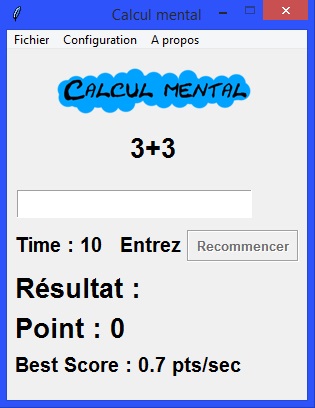 Calcul mental
Fichier Configuration A propos
CALCUL MENTAL
3+3
Time : 10 Entrez Recommencer
Résultat :
Point : 0
Best Score : 0.7 pts/sec